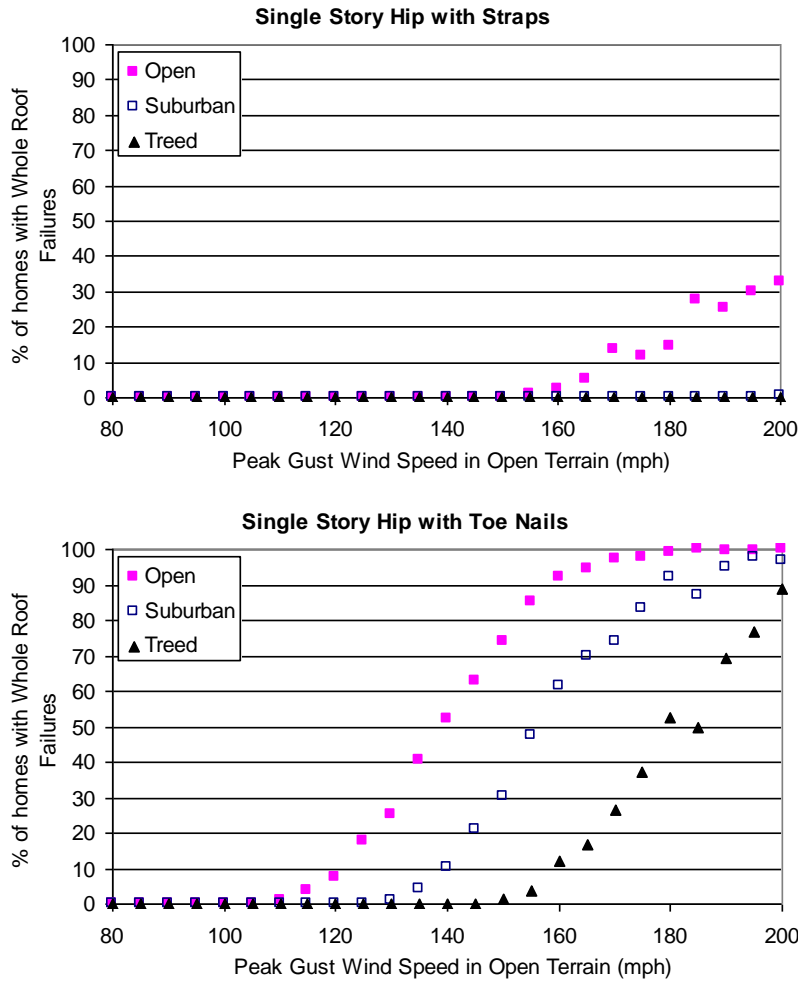 Single Story Hip with Straps
% of homes with Whole Roof
Failures
100
90
80
70
60
50
40
30
20
10
0
Open
Suburban
Treed
80 100 120 140 160 180 200
Peak Gust Wind Speed in Open Terrain (mph)
Single Story Hip with Toe Nails
% of homes with Whole Roof
Failures
100
90
80
70
60
50
40
30
20
10
0
Open
Suburban
Treed
80 100 120 140 160 180 200
Peak Gust Wind Speed in Open Terrain (mph)